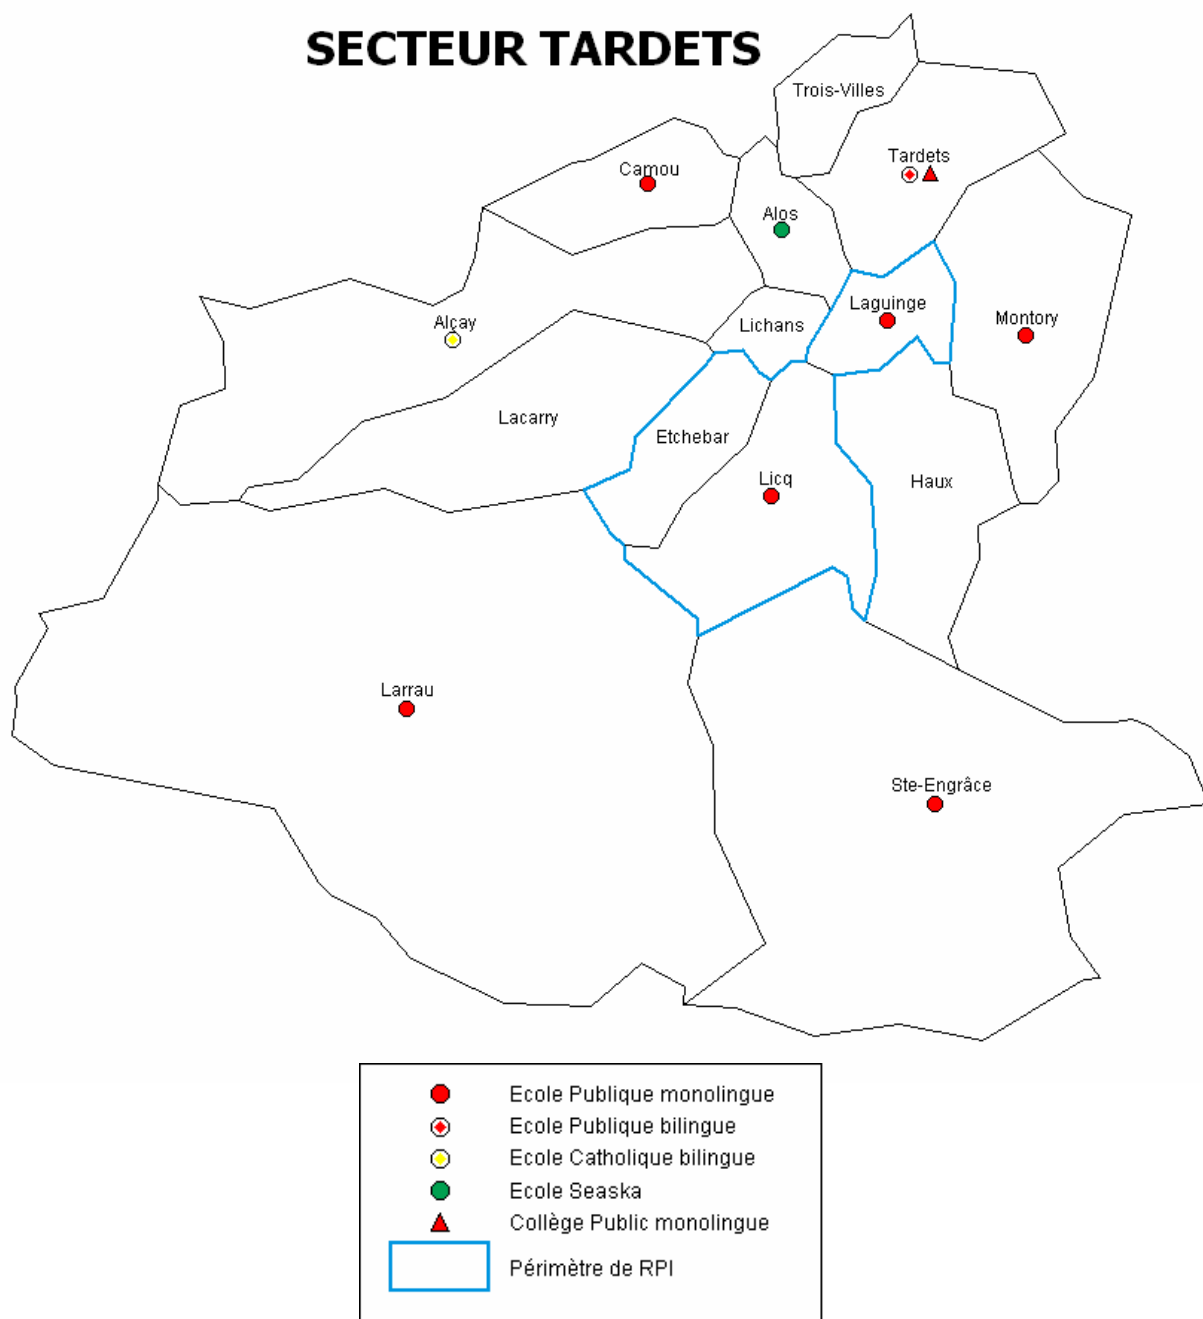 SECTEUR TARDETS
Trois-Villes
Tardets
Camou
Alos
Laguinge
Montory
Alçay
Lichans
Lacarry
Etchebar
Licq
Haux
Larrau
Ste-Engrâce
Ecole Publique monolingue
Ecole Publique bilingue
Ecole Catholique bilingue
Ecole Seaska
Collège Public monolingue
Périmètre de RPI